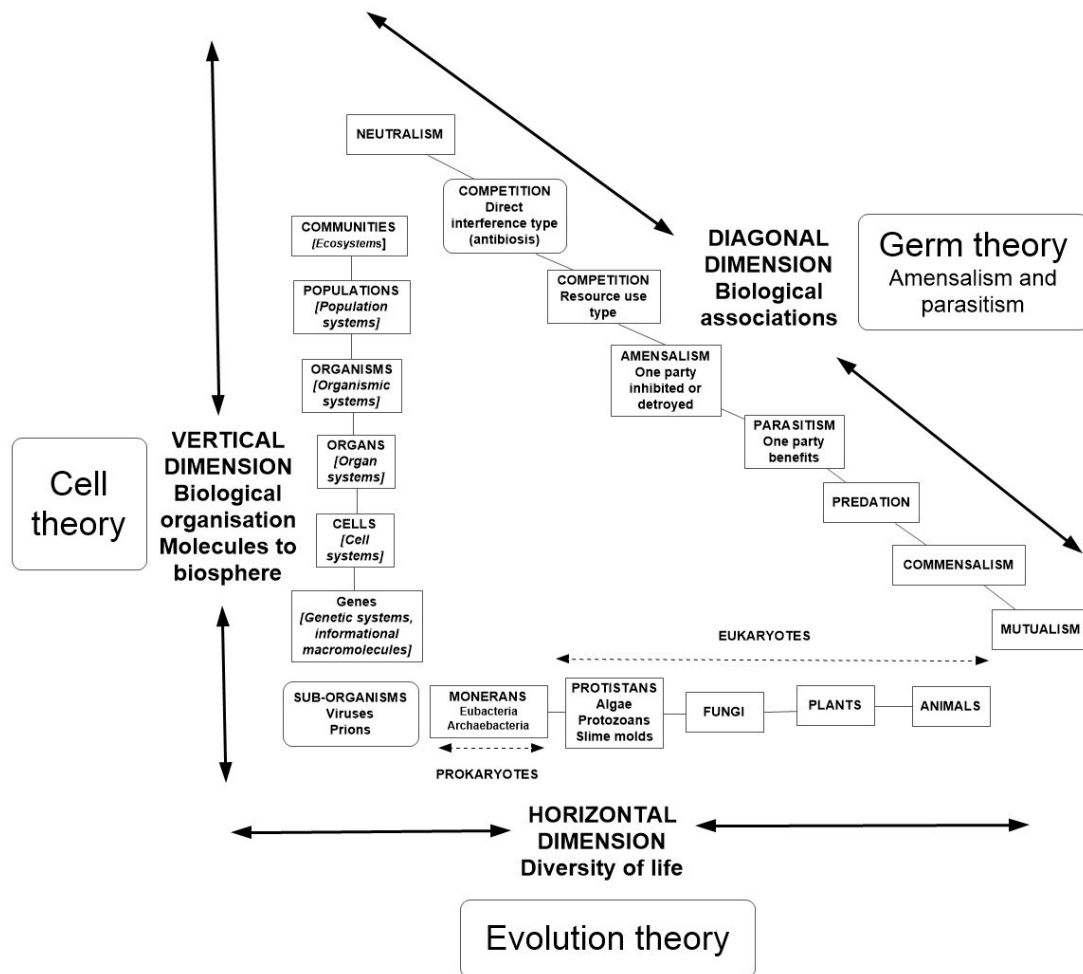 NEUTRALISM
COMPETITION
Direct
interference type
(antibiosis)
COMPETITION
Resource use
type
AMENSALISM
One party
inhibited or
detroyed
PARASITISM
One party
benefits
PREDATION
COMMENSALISM
MUTUALISM
DIAGONAL
DIMENSION
Biological
associations
Germ theory
Amensalism and
parasitism
COMMUNITIES
[Ecosystems]
POPULATIONS
[Population
systems]
ORGANISMS
[Organismic
systems]
ORGANS
[Organ
systems]
CELLS
[Cell
systems]
Genes
[Genetic systems,
informational
macromolecules]
Cell
theory
VERTICAL
DIMENSION
Biological
organisation
Molecules to
biosphere
EUKARYOTES
SUB-ORGANISMS
Viruses
Prions
MONERANS
Eubacteria
Archaebacteria
PROTISTANS
Algae
Protozoans
Slime molds
FUNGI
PLANTS
ANIMALS
PROKARYOTES
HORIZONTAL
DIMENSION
Diversity of life
Evolution theory